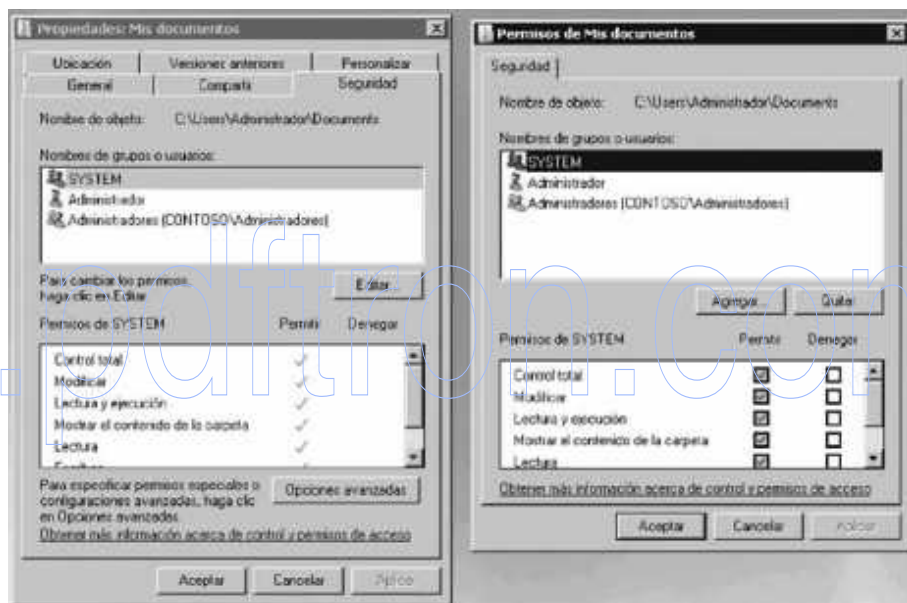 Propiedades: Mis documentos
Ubicación Versiones anteriores Personalizar
General Compartir Seguridad
Nombre de objeto: C:\Users\Administrador\Documents
Nombres de grupos o usuarios:
SYSTEM
Administrador
Administradores (CONTOSO\Administradores)
Para cambiar los permisos,
haga clic en Editar.
Editar...
Permisos de SYSTEM Permitir Denegar
Control total
Modificar
Lectura y ejecución
Mostrar el contenido de la carpeta
Lectura
Para especificar permisos especiales o
configuraciones avanzadas, haga clic
en Opciones avanzadas.
Opciones avanzadas
Obtener más información acerca de control y permisos de acceso
Aceptar Cancelar Aplicar
Permisos de Mis documentos
Seguridad
Nombre de objeto: C:\Users\Administrador\Documents
Nombres de grupos o usuarios:
SYSTEM
Administrador
Administradores (CONTOSO\Administradores)
Agregar... Quitar
Permisos de SYSTEM Permitir Denegar
Control total
Modificar
Lectura y ejecución
Mostrar el contenido de la carpeta
Lectura
Obtener más información acerca de control y permisos de acceso
Aceptar Cancelar Aplicar
.pdftron.com